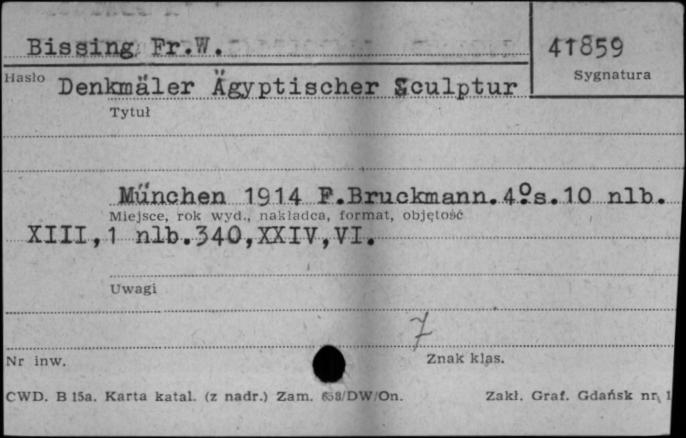 Bissing Fr.W.
41859
Hasło
Sygnatura
Denkmäler Ägyptischer Sculptur
Tytuł
München 1914 F.Bruckmann.4⁰.s.10 nlb.
Miejsce, rok wyd., nakładca, format, objętość
XIII,1 nlb.340,XXIV,VI.
Uwagi
7
Nr inw.
Znak klas.
CWD. B 15a. Karta katal. (z nadr.) Zam. /DW/On.
Zakł. Graf. Gdańsk nr. 1